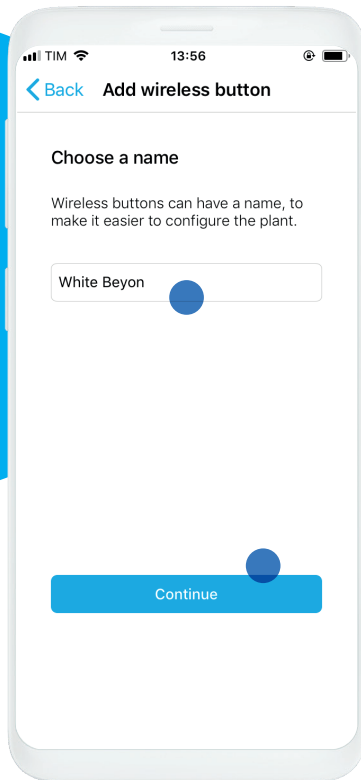 TIM 13:56
Back Add wireless button
Choose a name
Wireless buttons can have a name, to
make it easier to configure the plant.
White Beyon
Continue